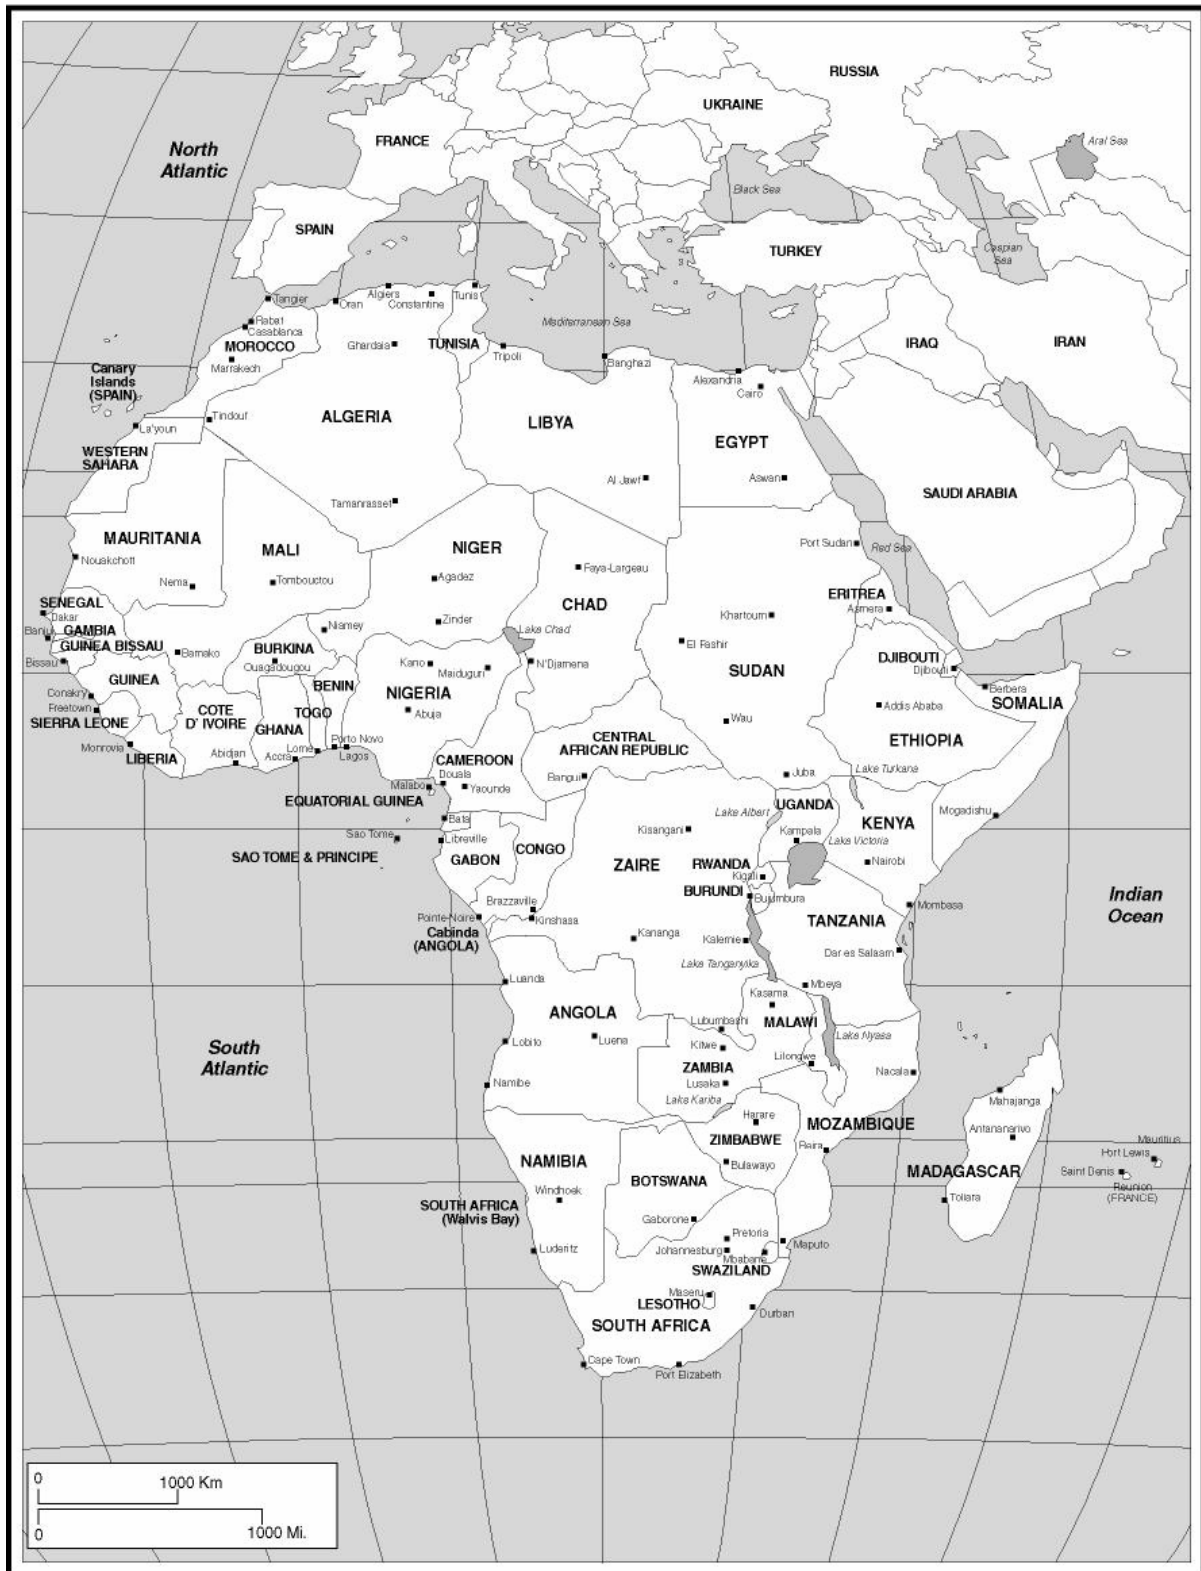 RUSSIA
UKRAINE
FRANCE
North
Atlantic
Aral Sea
Black Sea
SPAIN
TURKEY
Caspian
Sea
Tangier
Oran
Algiers
Constantine
Tunis
Rabat
Casablanca
MOROCCO
Marrakech
Ghardaia
TUNISIA
Tripoli
Mediterranean Sea
Banghazi
Alexandria
Cairo
IRAQ
IRAN
Canary
Islands
(SPAIN)
La'youn
Tindouf
ALGERIA
LIBYA
EGYPT
WESTERN
SAHARA
Tamanrasset
Al Jawf
Aswan
SAUDI ARABIA
MAURITANIA
Nouakchott
Nema
MALI
Tombouctou
NIGER
Agadez
Zinder
Faya-Largeau
CHAD
Port Sudan
Red Sea
Khartoum
ERITREA
Asmera
SENEGAL
Dakar
GAMBIA
Banjul
GUINEA BISSAU
Bissau
Bamako
Niamey
BURKINA
Ouagadougou
Lake Chad
N'Djamena
Kano
Maiduguri
El Fashir
SUDAN
DJIBOUTI
Djibouti
Berbera
SOMALIA
GUINEA
Conakry
Freetown
SIERRA LEONE
Monrovia
LIBERIA
COTE
D' IVOIRE
Abidjan
GHANA
Accra
TOGO
Lome
BENIN
Porto Novo
Lagos
NIGERIA
Abuja
Wau
Addis Ababa
ETHIOPIA
CENTRAL
AFRICAN REPUBLIC
Bangui
CAMEROON
Douala
Malabo
Yaounde
EQUATORIAL GUINEA
Juba
Lake Turkana
Bata
Sao Tome
Libreville
SAO TOME & PRINCIPE
GABON
CONGO
Kisangani
ZAIRE
Lake Albert
UGANDA
Kampala
KENYA
Lake Victoria
Nairobi
Mogadishu
RWANDA
Kigali
BURUNDI
Bujumbura
Brazzaville
Pointe-Noire
Kinshasa
Cabinda
(ANGOLA)
Kananga
Kalemie
Lake Tanganyika
TANZANIA
Mombasa
Dar es Salaam
Mbeya
Indian
Ocean
Luanda
ANGOLA
Lobito
Luena
Namibe
Kasama
Lubumbashi
MALAWI
Lake Nyasa
Kitwe
ZAMBIA
Lilongwe
Lusaka
Lake Kariba
Nacala
South
Atlantic
Harare
ZIMBABWE
MOZAMBIQUE
Beira
Bulawayo
Mahajanga
Antananarivo
MADAGASCAR
Toliara
Mauritius
Port Lewis
Saint Denis
Reunion
(FRANCE)
NAMIBIA
Windhoek
BOTSWANA
SOUTH AFRICA
(Walvis Bay)
Gaborone
Luderitz
Pretoria
Johannesburg
Mbabane
Maputo
SWAZILAND
Maseru
LESOTHO
Durban
SOUTH AFRICA
Cape Town
Port Elizabeth
0
1000 Km
0
1000 Mi.